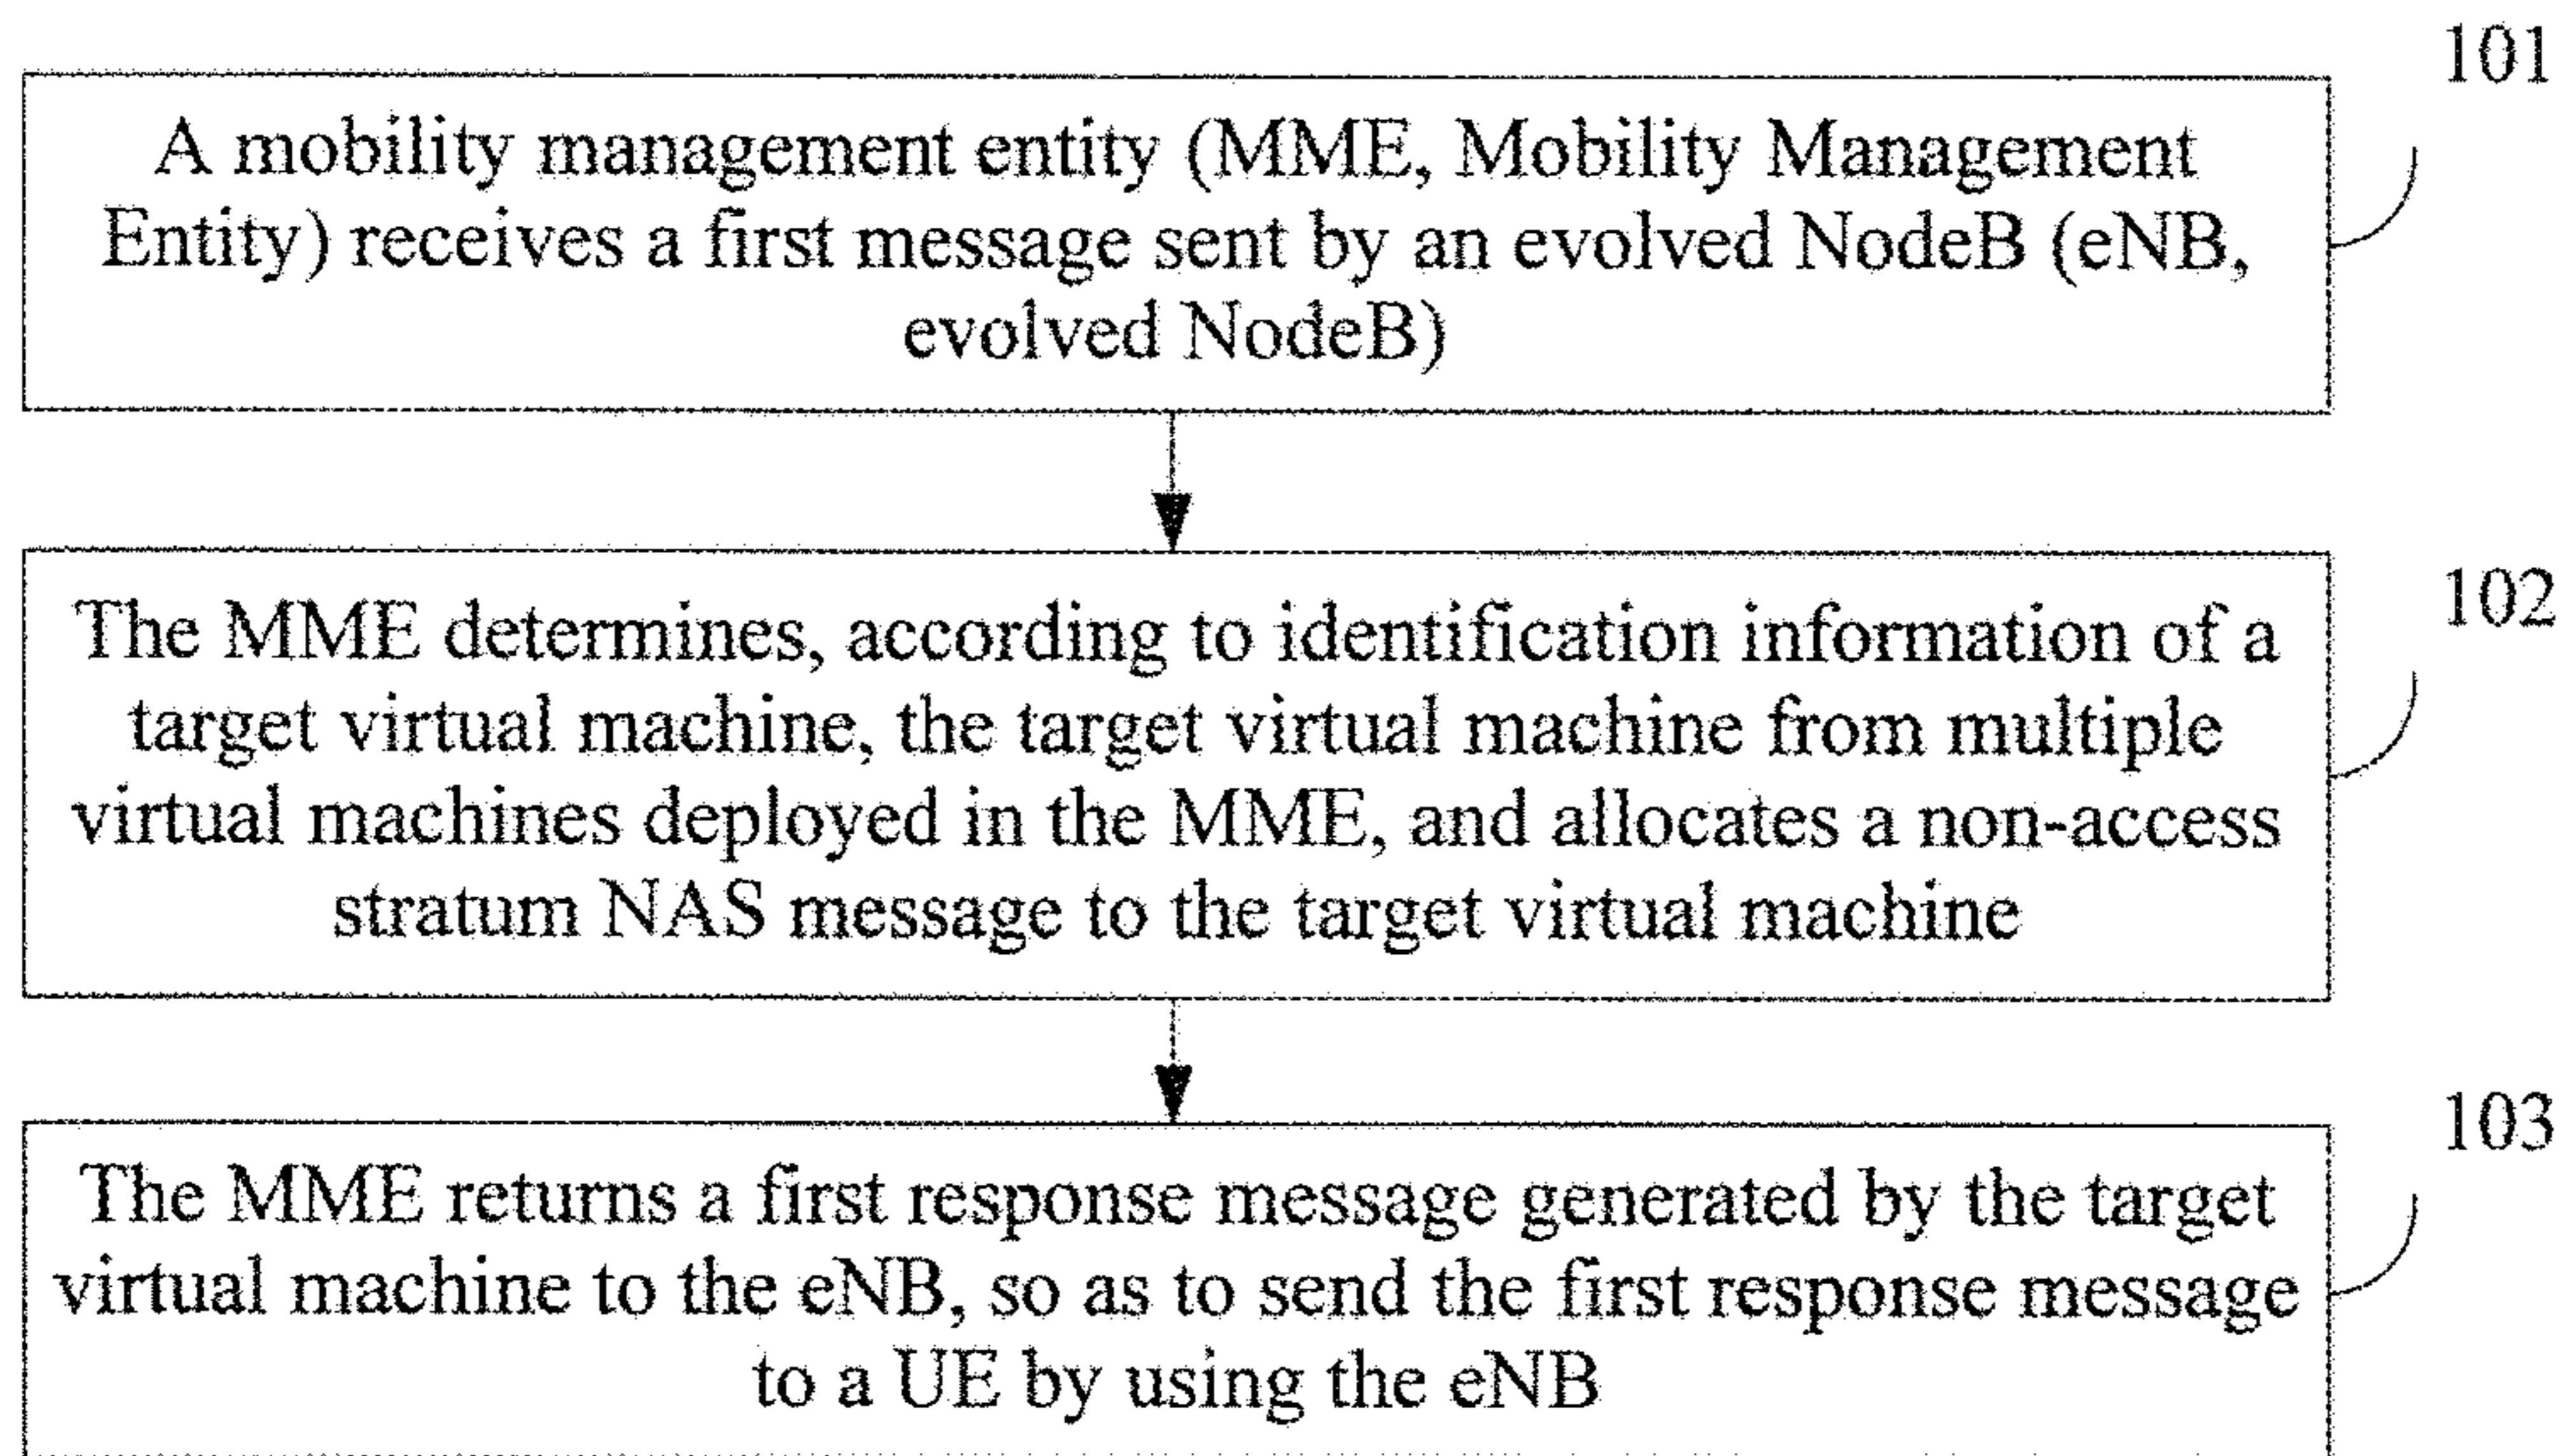 101
A mobility management entity (MME, Mobility Management
Entity) receives a first message sent by an evolved NodeB (eNB,
evolved NodeB)
102
The MME determines, according to identification information of a
target virtual machine, the target virtual machine from multiple
virtual machines deployed in the MME, and allocates a non-access
stratum NAS message to the target virtual machine
103
The MME returns a first response message generated by the target
virtual machine to the eNB, so as to send the first response message
to a UE by using the eNB